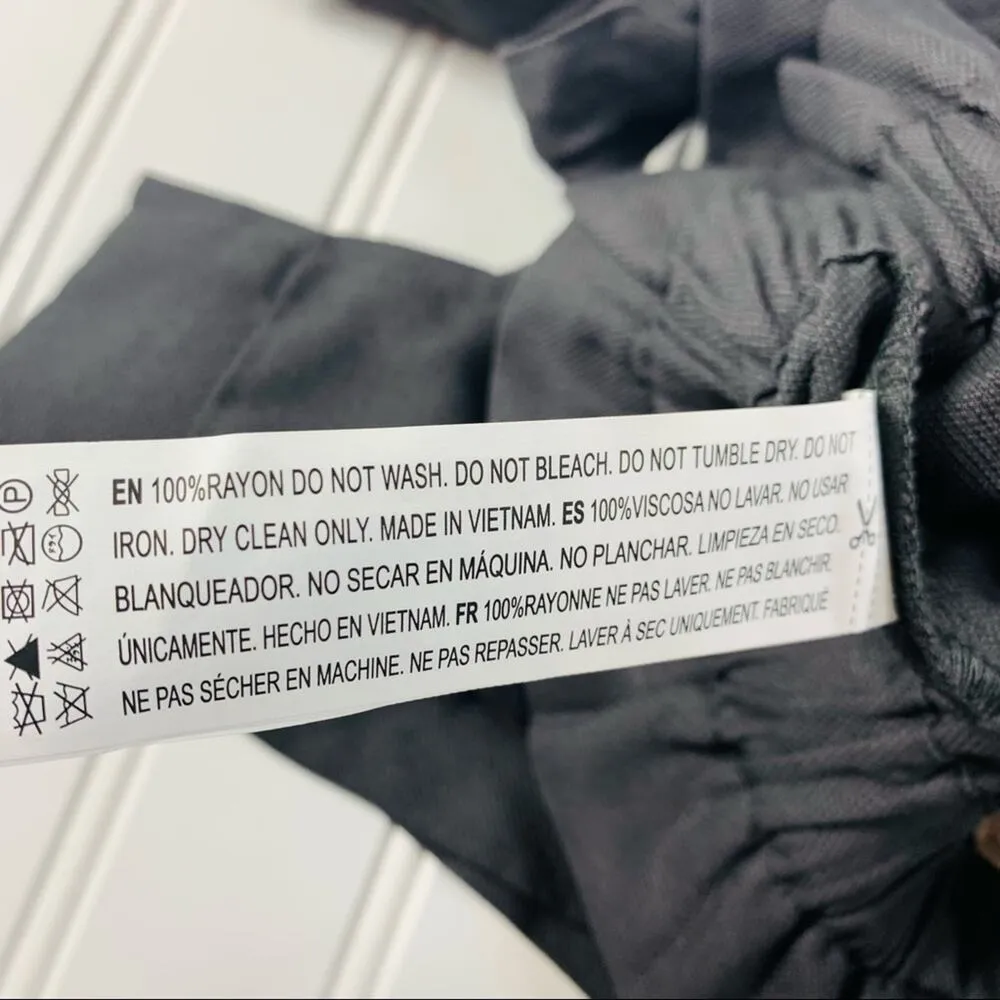 EN 100%RAYON DO NOT WASH. DO NOT BLEACH. DO NOT TUMBLE DRY. DO NOT
IRON. DRY CLEAN ONLY. MADE IN VIETNAM. ES 100%VISCOSA NO LAVAR. NO USAR
BLANQUEADOR. NO SECAR EN MÁQUINA. NO PLANCHAR. LIMPIEZA EN SECO.
ÚNICAMENTE. HECHO EN VIETNAM. FR 100%RAYONNE NE PAS LAVER. NE PAS BLANCHIR.
NE PAS SÉCHER EN MACHINE. NE PAS REPASSER. LAVER À SEC UNIQUEMENT. FABRIQUÉ
P